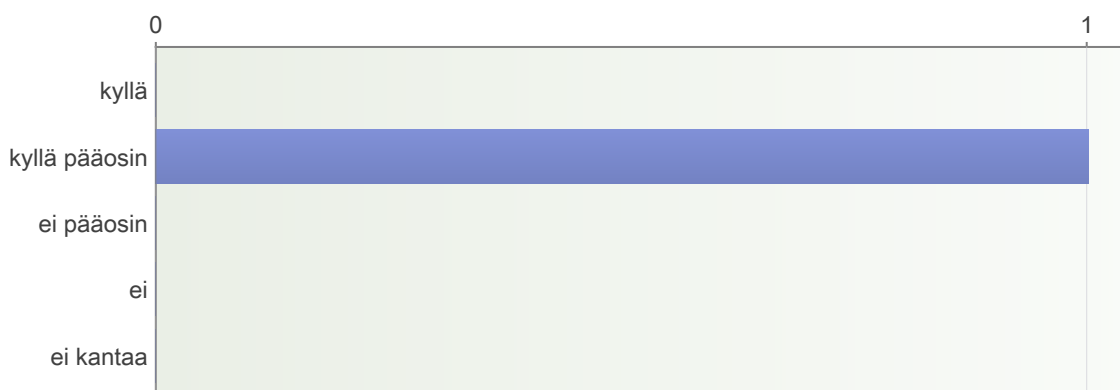 0 1
kyllä
kyllä pääosin
ei pääosin
ei
ei kantaa